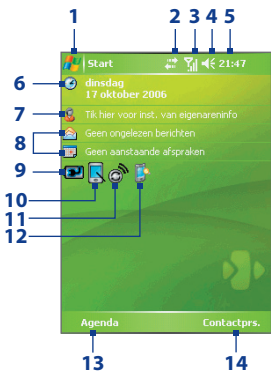 1 2 3 4 5
Start 21:47
6 dinsdag
17 oktober 2006
7 Tik hier voor inst. van eigenareninfo
8 Geen ongelezen berichten
Geen aanstaande afspraken
9
10
11
12
Agenda Contactprs.
13 14